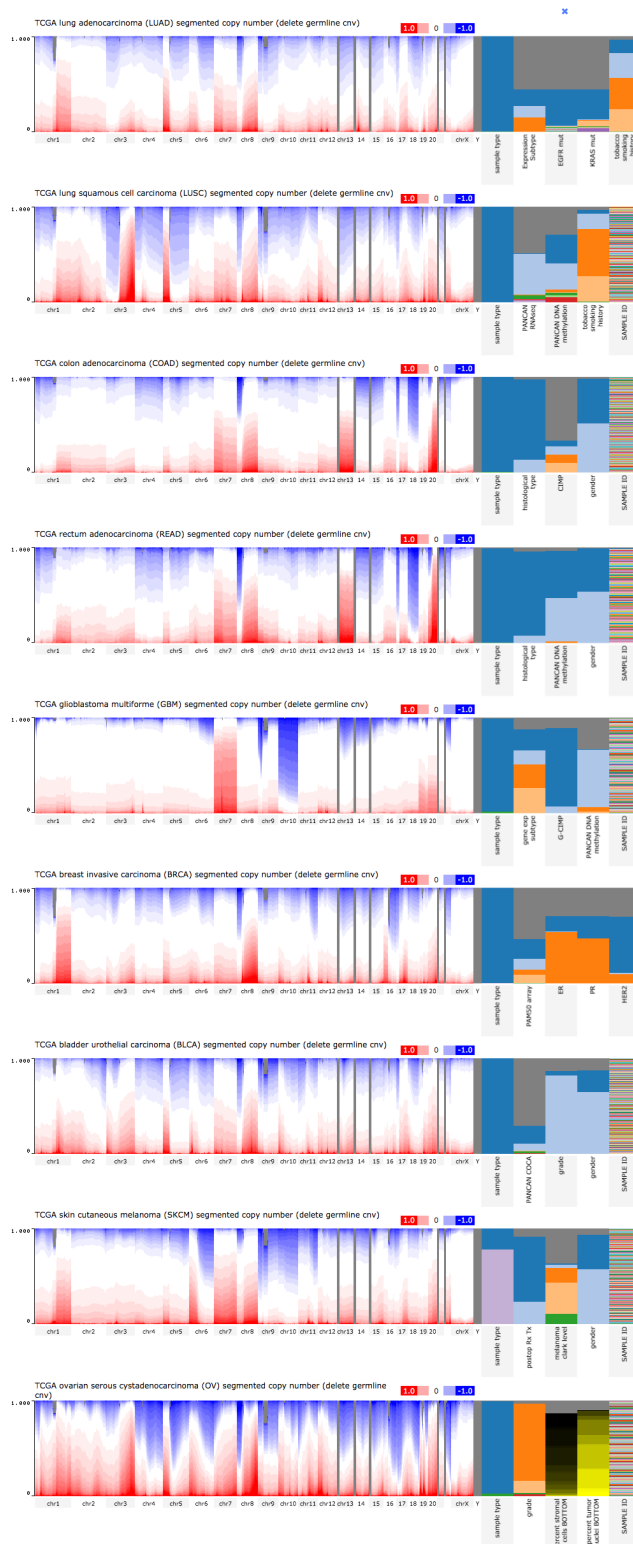 TCGA lung adenocarcinoma (LUAD) segmented copy number (delete germline cnv)
1.0 0 -1.0
1.000
0
chr1 chr2 chr3 chr4 chr5 chr6 chr7 chr8 chr9 chr10 chr11 chr12 chr13 14 15 16 17 18 19 20 chrX Y
sample type
Expression Subtype
EGFR mut
KRAS mut
tobacco smoking history
TCGA lung squamous cell carcinoma (LUSC) segmented copy number (delete germline cnv)
1.0 0 -1.0
1.000
0
chr1 chr2 chr3 chr4 chr5 chr6 chr7 chr8 chr9 chr10 chr11 chr12 chr13 14 15 16 17 18 19 20 chrX Y
sample type
PANCAN RNAseq
PANCAN DNA methylation
tobacco smoking history
SAMPLE ID
TCGA colon adenocarcinoma (COAD) segmented copy number (delete germline cnv)
1.0 0 -1.0
1.000
0
chr1 chr2 chr3 chr4 chr5 chr6 chr7 chr8 chr9 chr10 chr11 chr12 chr13 14 15 16 17 18 19 20 chrX Y
sample type
histological type
CIMP
gender
SAMPLE ID
TCGA rectum adenocarcinoma (READ) segmented copy number (delete germline cnv)
1.0 0 -1.0
1.000
0
chr1 chr2 chr3 chr4 chr5 chr6 chr7 chr8 chr9 chr10 chr11 chr12 chr13 14 15 16 17 18 19 20 chrX Y
sample type
histological type
PANCAN DNA methylation
gender
SAMPLE ID
TCGA glioblastoma multiforme (GBM) segmented copy number (delete germline cnv)
1.0 0 -1.0
1.000
0
chr1 chr2 chr3 chr4 chr5 chr6 chr7 chr8 chr9 chr10 chr11 chr12 chr13 14 15 16 17 18 19 20 chrX Y
sample type
gene exp subtype
G-CIMP
PANCAN DNA methylation
SAMPLE ID
TCGA breast invasive carcinoma (BRCA) segmented copy number (delete germline cnv)
1.0 0 -1.0
1.000
0
chr1 chr2 chr3 chr4 chr5 chr6 chr7 chr8 chr9 chr10 chr11 chr12 chr13 14 15 16 17 18 19 20 chrX Y
sample type
PAM50 array
ER
PR
HER2
TCGA bladder urothelial carcinoma (BLCA) segmented copy number (delete germline cnv)
1.0 0 -1.0
1.000
0
chr1 chr2 chr3 chr4 chr5 chr6 chr7 chr8 chr9 chr10 chr11 chr12 chr13 14 15 16 17 18 19 20 chrX Y
sample type
PANCAN COCA
grade
gender
SAMPLE ID
TCGA skin cutaneous melanoma (SKCM) segmented copy number (delete germline cnv)
1.0 0 -1.0
1.000
0
chr1 chr2 chr3 chr4 chr5 chr6 chr7 chr8 chr9 chr10 chr11 chr12 chr13 14 15 16 17 18 19 20 chrX Y
sample type
postop Rx Tx
melanoma clark level
gender
SAMPLE ID
TCGA ovarian serous cystadenocarcinoma (OV) segmented copy number (delete germline
cnv)
1.0 0 -1.0
1.000
0
chr1 chr2 chr3 chr4 chr5 chr6 chr7 chr8 chr9 chr10 chr11 chr12 chr13 14 15 16 17 18 19 20 chrX Y
sample type
grade
ercent stromal cells BOTTOM
percent tumor uclei BOTTOM
SAMPLE ID